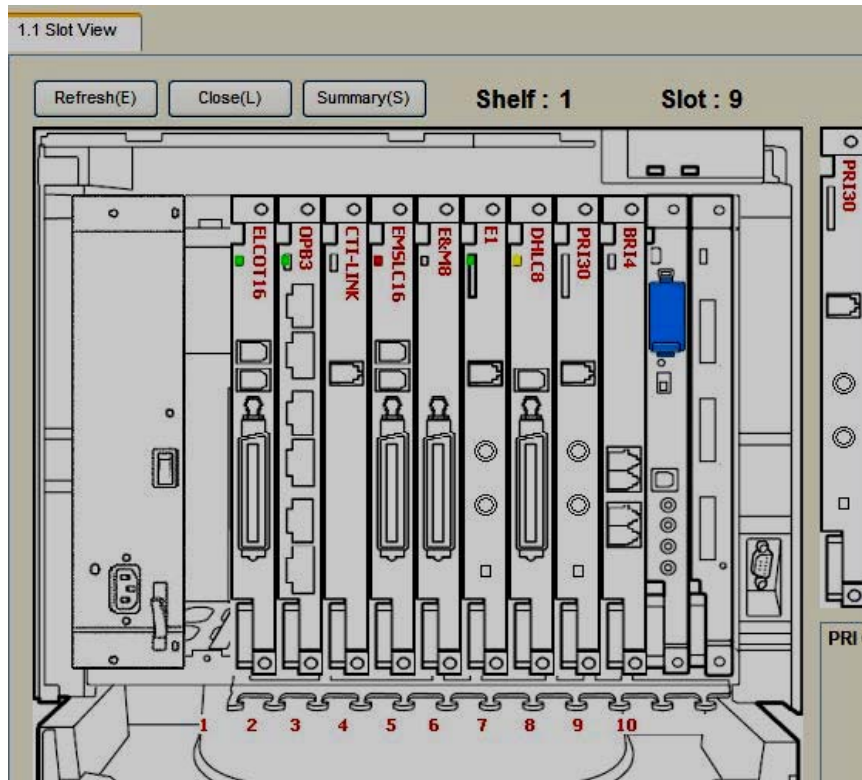 1.1 Slot View
Refresh(E) Close(L) Summary(S) Shelf : 1 Slot : 9
ELCOT16
OPB3
CTI-LINK
EMSLC16
E&M8
E1
DHLC8
PRI30
BRI4
PRI30
PRI
1 2 3 4 5 6 7 8 9 10